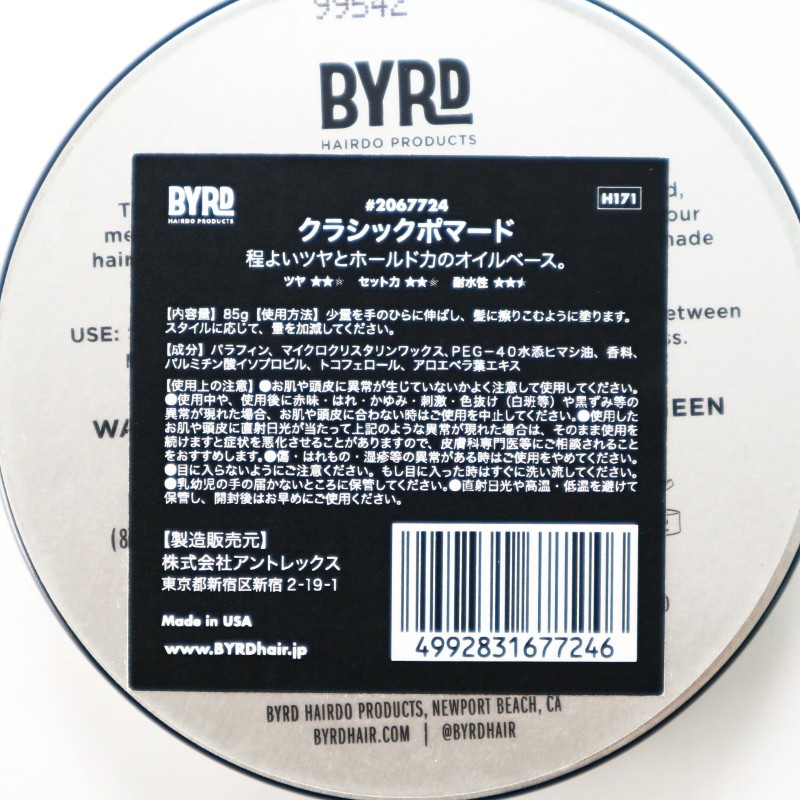 99542
BYRD
HAIRDO PRODUCTS
BYRD
HAIRDO PRODUCTS
#2067724
H171
クラシックポマード
程よいツヤとホールド力のオイルベース。
ツヤ ★★★ セット力 ★★★ 耐水性 ★★★
【内容量】85g【使用方法】少量を手のひらに伸ばし、髪に擦りこむように塗ります。
スタイルに応じて、量を加減してください。
【成分】パラフィン、マイクロクリスタリンワックス、PEG－40水添ヒマシ油、香料、
パルミチン酸イソプロピル、トコフェロール、アロエベラ葉エキス
【使用上の注意】●お肌や頭皮に異常が生じていないかよく注意して使用してください。
●使用中や、使用後に赤味・はれ・かゆみ・刺激・色抜け（白班等）や黒ずみ等の
異常が現れた場合、お肌や頭皮に合わない時はご使用を中止してください。●使用した
お肌や頭皮に直射日光が当たって上記のような異常が現れた場合は、そのまま使用を
続けますと症状を悪化させることがありますので、皮膚科専門医等にご相談されること
をおすすめします。●傷・はれもの・湿疹等の異常がある時はご使用をやめてください。
●目に入らないようにご注意ください。もし目に入った時はすぐに洗い流してください。
●乳幼児の手の届かないところに保管してください。●直射日光や高温・低温を避けて
保管し、開封後はお早めにご使用ください。
【製造販売元】
株式会社アントレックス
東京都新宿区新宿 2-19-1
Made in USA
www.BYRDhair.jp
4992831677246
USE:
BYRD HAIRDO PRODUCTS, NEWPORT BEACH, CA
BYRDHAIR.COM | @BYRDHAIR